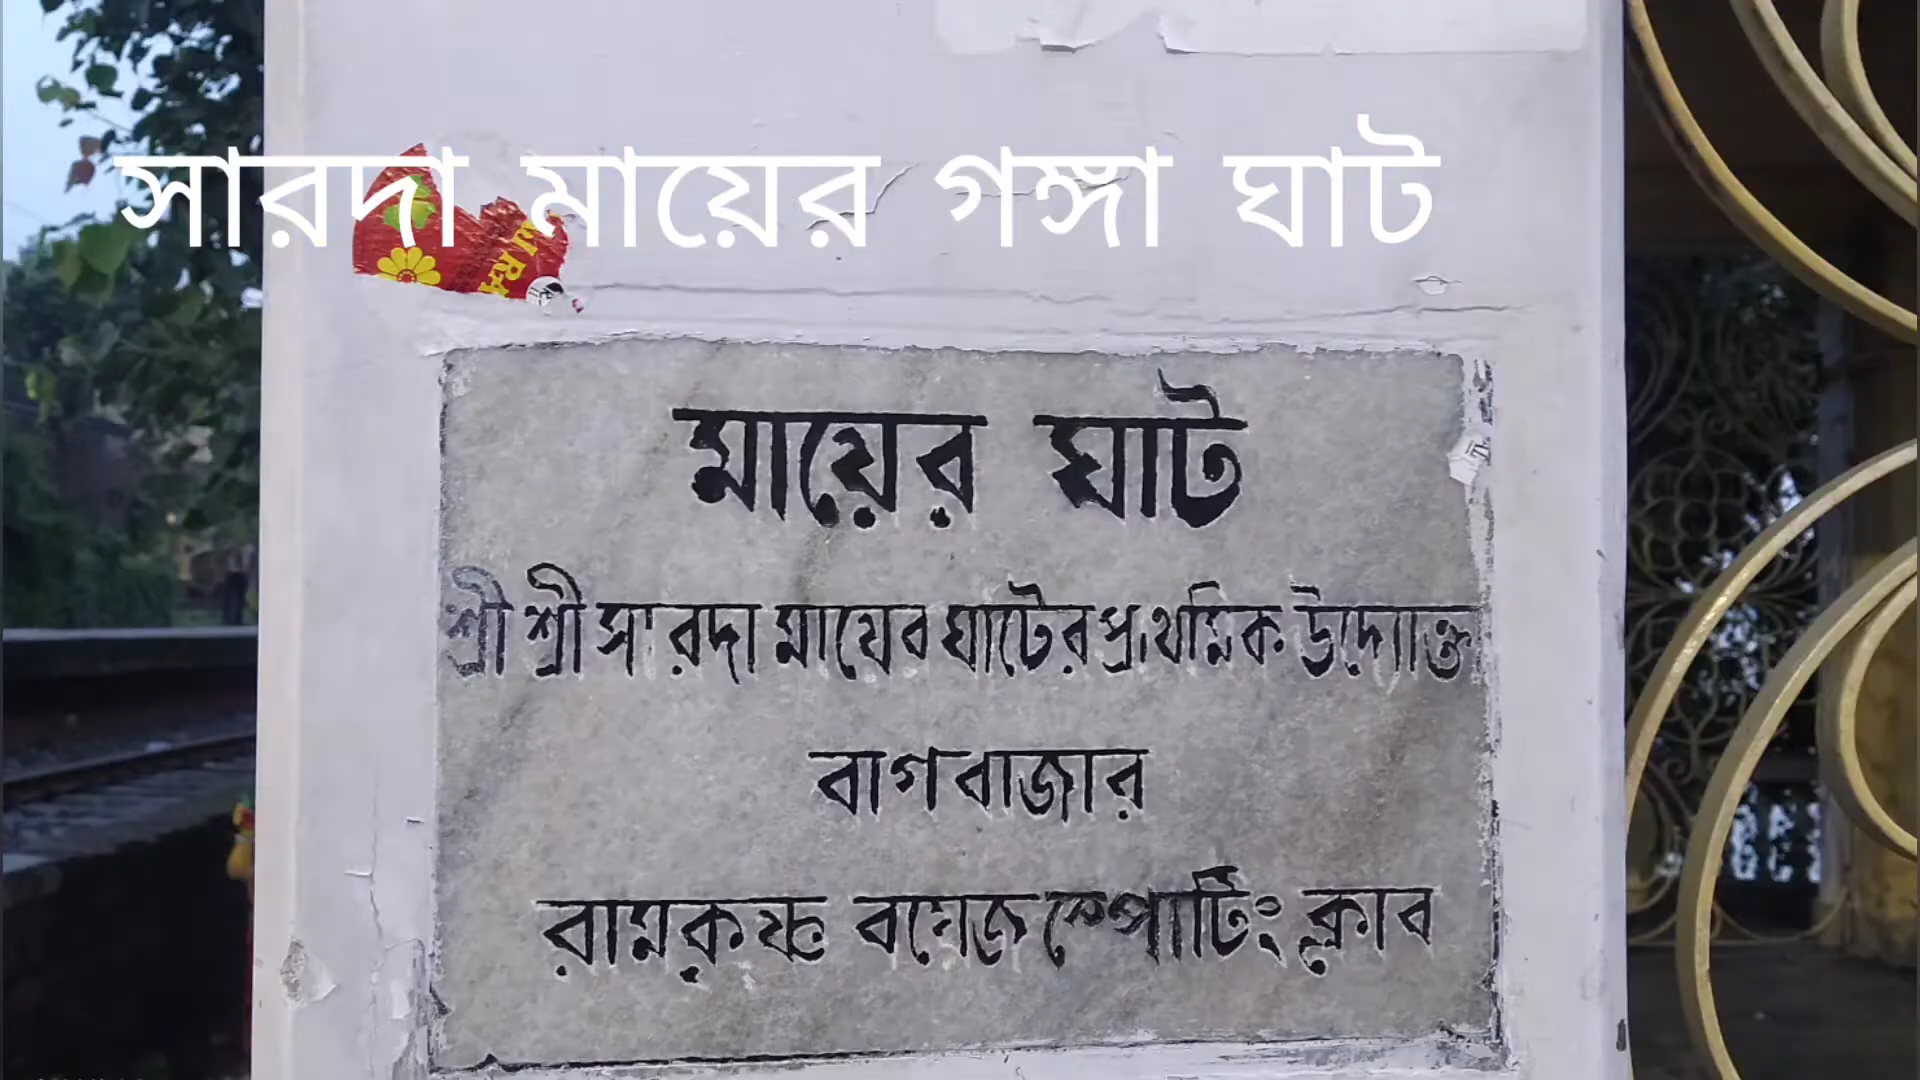 সারদা মায়ের গঙ্গা ঘাট
মায়ের ঘাট
শ্রী শ্রী সারদা মায়ের ঘাটের প্রাথমিক উদ্যোক্তা
বাগবাজার
রামকৃষ্ণ বয়েজ স্পোর্টিং ক্লাব